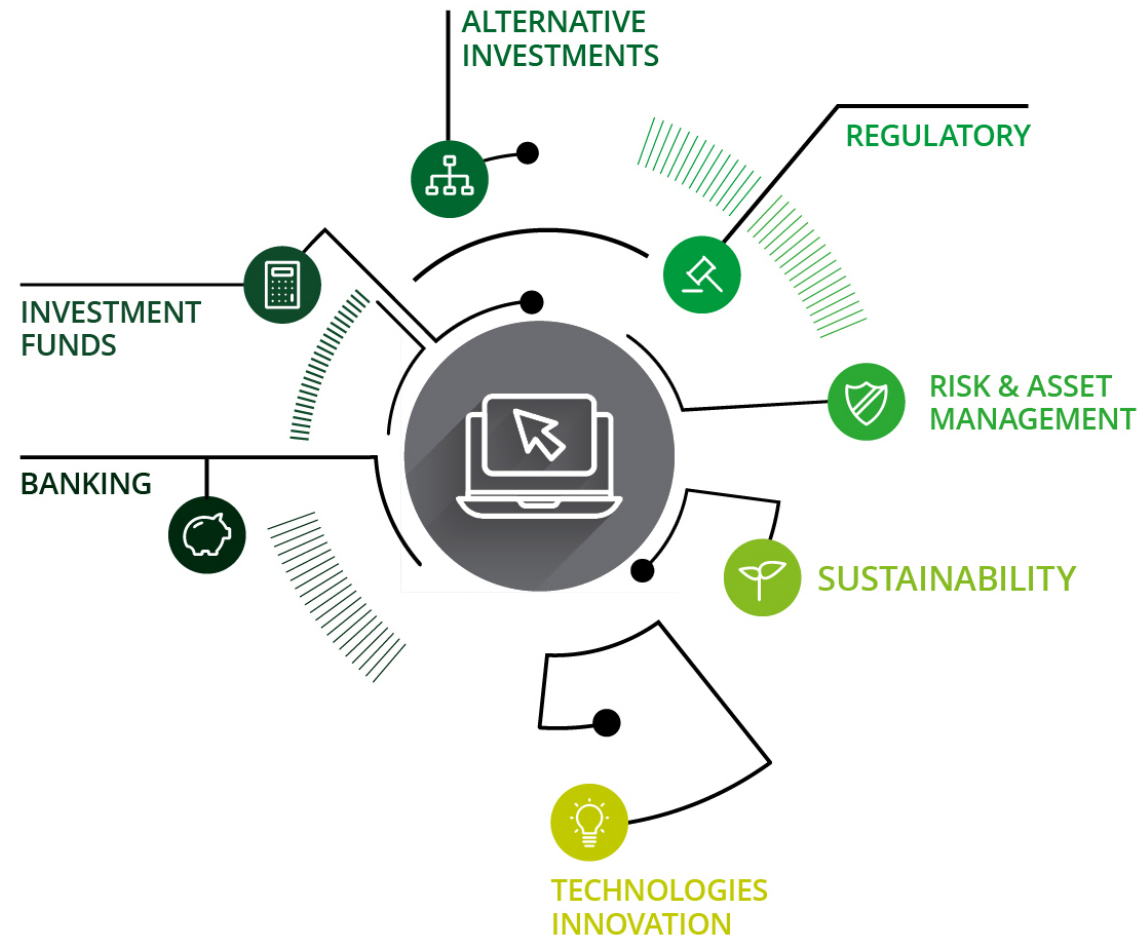 ALTERNATIVE
INVESTMENTS
REGULATORY
INVESTMENT
FUNDS
RISK & ASSET
MANAGEMENT
BANKING
SUSTAINABILITY
TECHNOLOGIES
INNOVATION